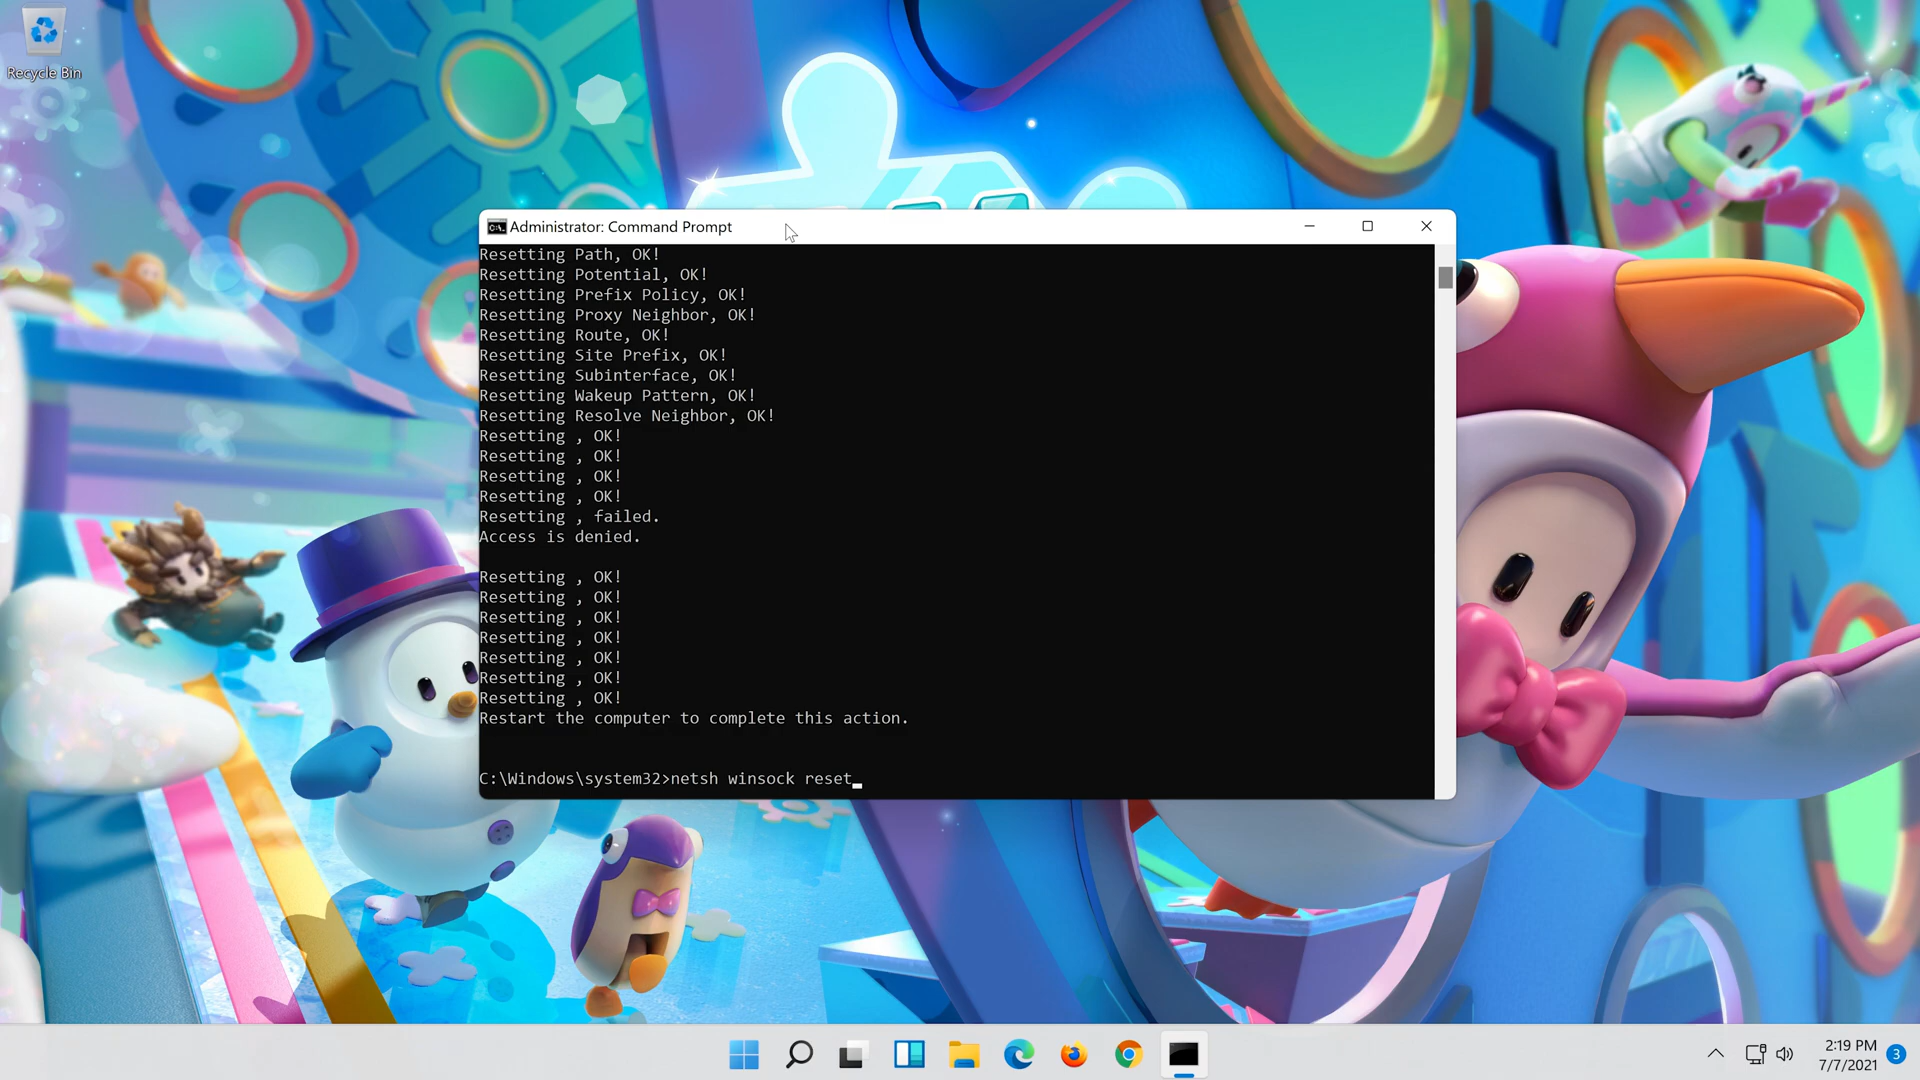 Recycle Bin
Administrator: Command Prompt
Resetting Path, OK!
Resetting Potential, OK!
Resetting Prefix Policy, OK!
Resetting Proxy Neighbor, OK!
Resetting Route, OK!
Resetting Site Prefix, OK!
Resetting Subinterface, OK!
Resetting Wakeup Pattern, OK!
Resetting Resolve Neighbor, OK!
Resetting , OK!
Resetting , OK!
Resetting , OK!
Resetting , OK!
Resetting , failed.
Access is denied.
Resetting , OK!
Resetting , OK!
Resetting , OK!
Resetting , OK!
Resetting , OK!
Resetting , OK!
Resetting , OK!
Restart the computer to complete this action.
C:\Windows\system32>netsh winsock reset_
2:19 PM
7/7/2021
3